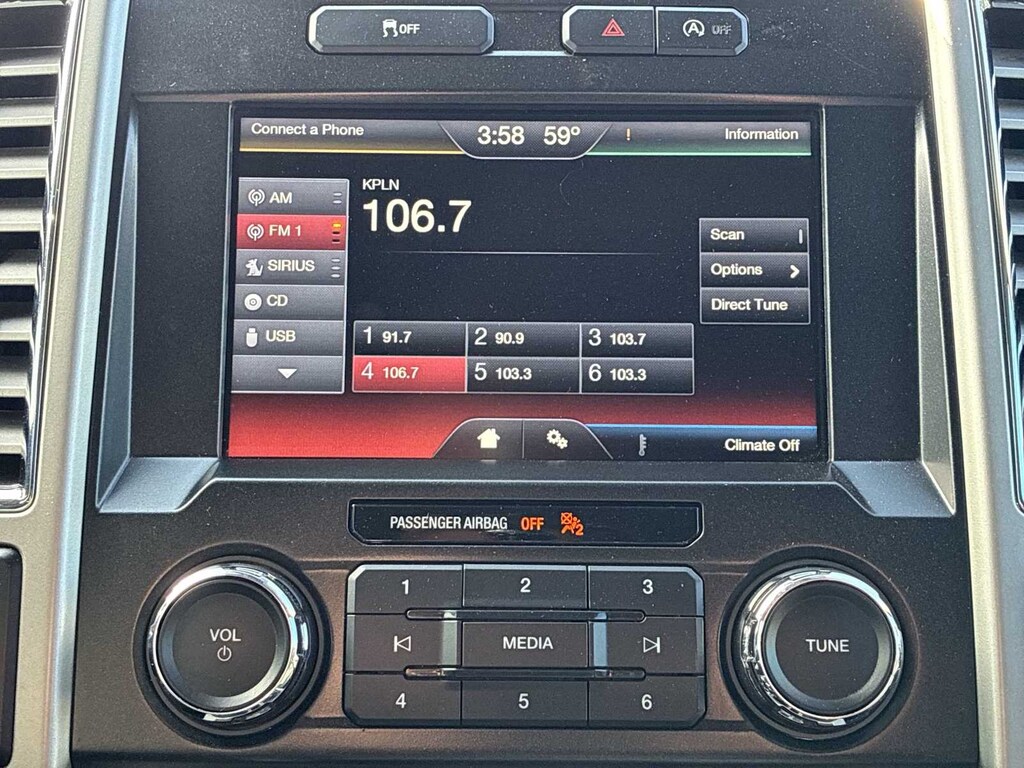 OFF
A OFF
Connect a Phone 3:58 59° ! Information
KPLN
106.7
AM
FM 1
SIRIUS
CD
USB
Scan
Options >
Direct Tune
1 91.7 2 90.9 3 103.7
4 106.7 5 103.3 6 103.3
Climate Off
PASSENGER AIRBAG OFF 2
1 2 3
VOL
MEDIA
TUNE
4 5 6